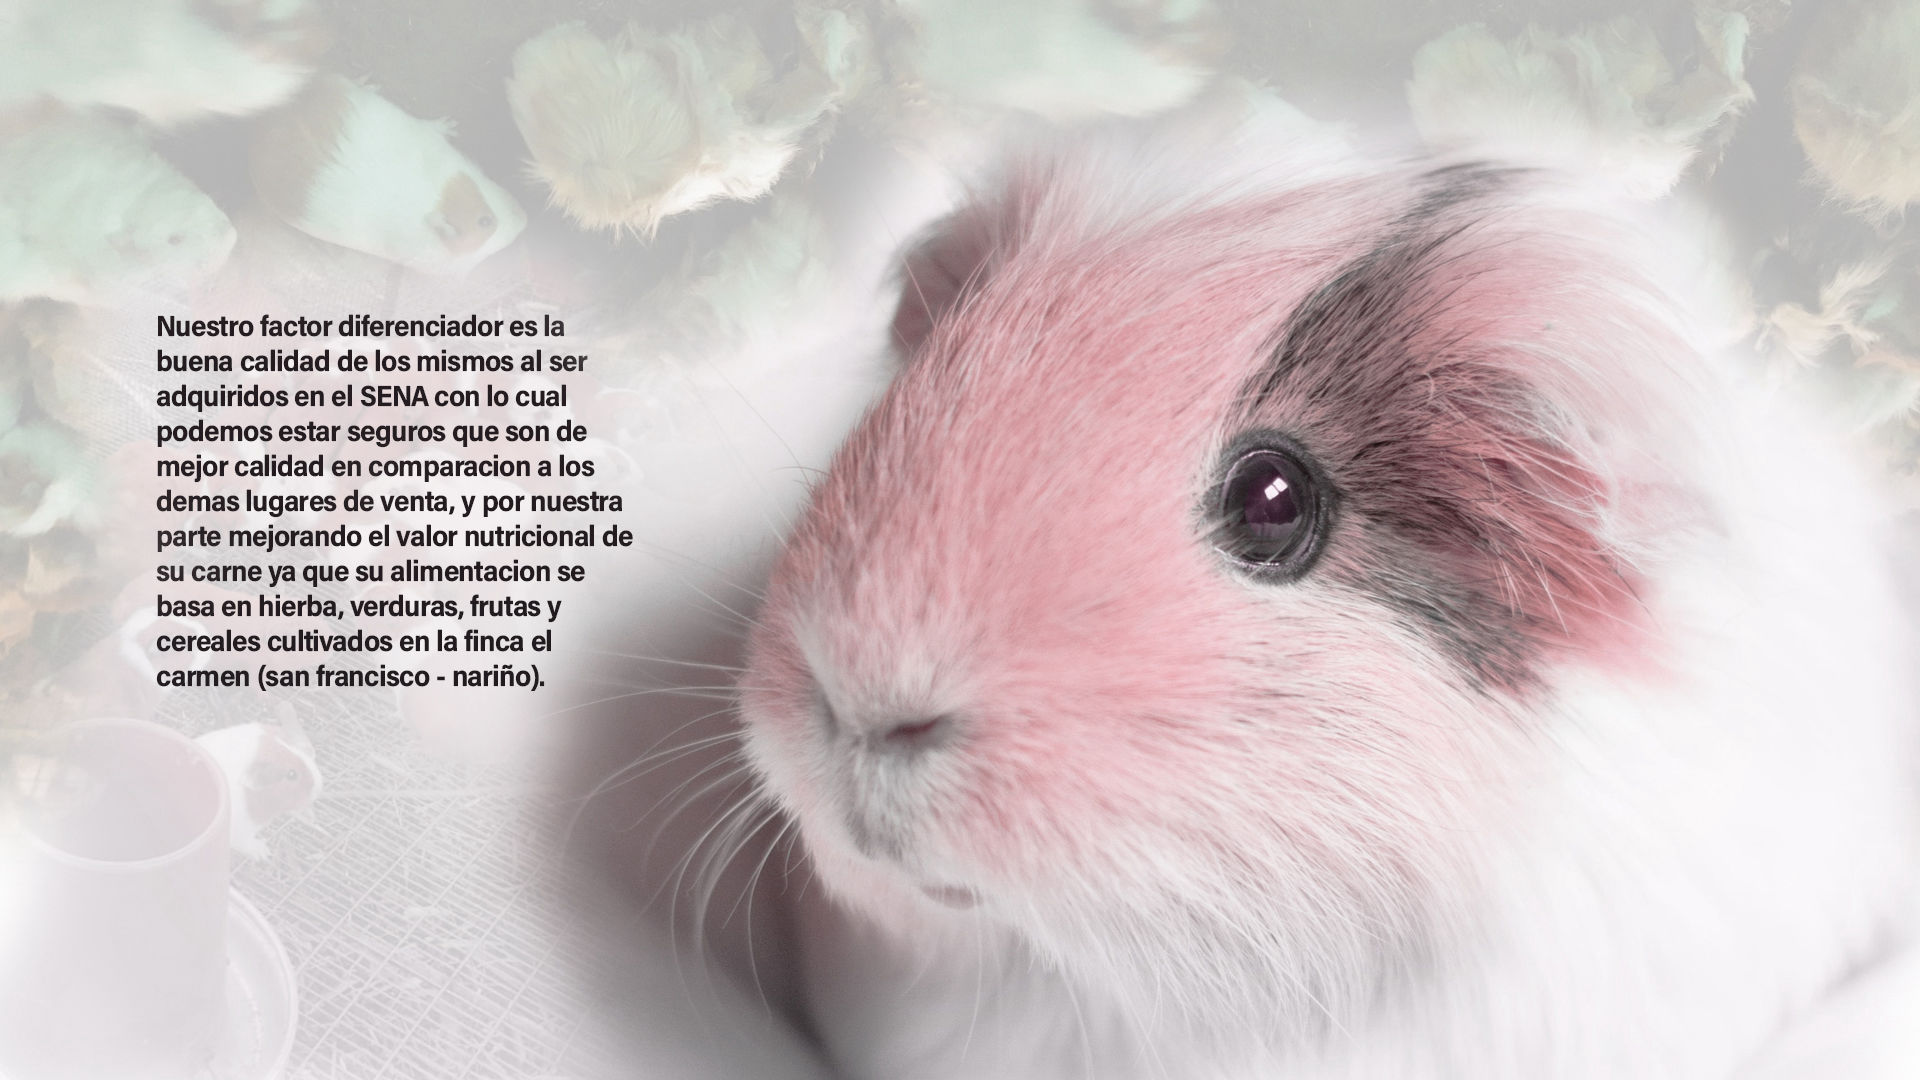 Nuestro factor diferenciador es la
buena calidad de los mismos al ser
adquiridos en el SENA con lo cual
podemos estar seguros que son de
mejor calidad en comparacion a los
demas lugares de venta, y por nuestra
parte mejorando el valor nutricional de
su carne ya que su alimentacion se
basa en hierba, verduras, frutas y
cereales cultivados en la finca el
carmen (san francisco - nariño).